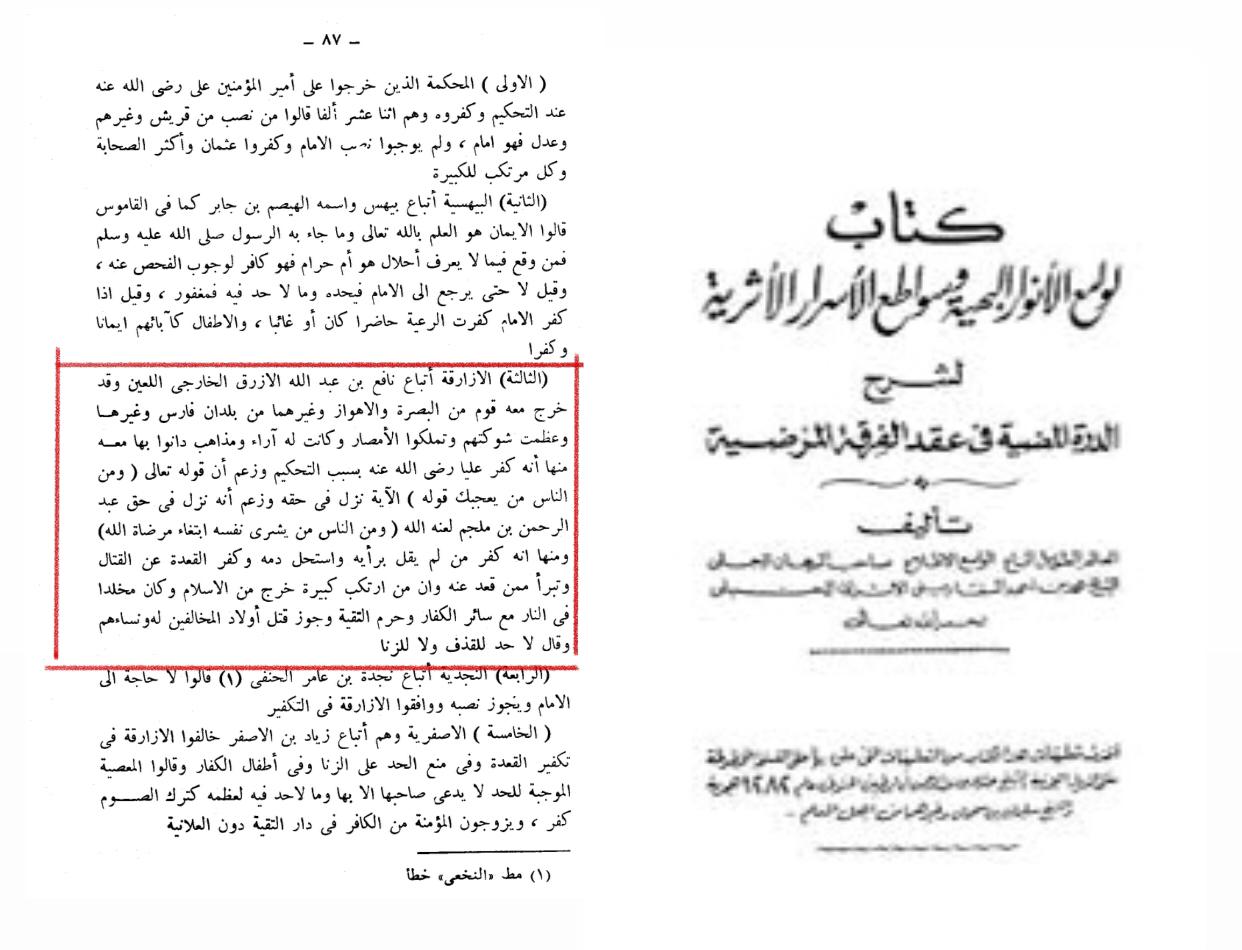 – ٨٧ –
( الاولى ) المحكمة الذين خرجوا على أمير المؤمنين على رضى الله عنه
عند التحكيم وكفروه وهم اثنا عشر ألفا قالوا من نصب من قريش وغيرهم
وعدل فهو امام ، ولم يوجبوا نصب الامام وكفروا عثمان وأكثر الصحابة
وكل مرتكب للكبيرة
(الثانية) البيهسية أتباع بيهس واسمه الهيصم بن جابر كما فى القاموس
قالوا الايمان هو العلم بالله تعالى وما جاء به الرسول صلى الله عليه وسلم
فمن وقع فيما لا يعرف أحلال هو أم حرام فهو كافر لوجوب الفحص عنه ،
وقيل لا حتى يرجع الى الامام فيحده وما لا حد فيه فمغفور ، وقيل اذا
كفر الامام كفرت الرعية حاضرا كان أو غائبا ، والاطفال كآبائهم ايمانا
وكفرا
(الثالثة) الازارقة أتباع نافع بن عبد الله الازرق الخارجى اللعين وقد
خرج معه قوم من البصرة والاهواز وغيرهما من بلدان فارس وغيرها
وعظمت شوكتهم وتملكوا الأمصار وكانت له آراء ومذاهب دانوا بها معه
منها أنه كفر عليا رضى الله عنه بسبب التحكيم وزعم أن قوله تعالى ( ومن
الناس من يعجبك قوله ) الآية نزل فى حقه وزعم أنه نزل فى حق عبد
الرحمن بن ملجم لعنه الله ( ومن الناس من يشرى نفسه ابتغاء مرضاة الله)
ومنها انه كفر من لم يقل برأيه واستحل دمه وكفر القعدة عن القتال
وتبرأ ممن قعد عنه وان من ارتكب كبيرة خرج من الاسلام وكان مخلدا
فى النار مع سائر الكفار وحرم التقية وجوز قتل أولاد المخالفين له ونساءهم
وقال لا حد للقذف ولا للزنا
(الرابعة) النجدية أتباع نجدة بن عامر الحنفى (١) قالوا لا حاجة الى
الامام ويجوز نصبه ووافقوا الازارقة فى التكفير
( الخامسة ) الاصفرية وهم أتباع زياد بن الاصفر خالفوا الازارقة فى
تكفير القعدة وفى منع الحد على الزنا وفى أطفال الكفار وقالوا المعصية
الموجبة للحد لا يدعى صاحبها الا بها وما لاحد فيه لعظمه كترك الصوم
كفر ، ويزوجون المؤمنة من الكافر فى دار التقية دون العلانية
(١) مط «النخعى» خطأ
كتاب
لوامع الأنوار البهية وسواطع الأسرار الأثرية
لشرح
الدرة المضية فى عقد الفرقة المرضية
تأليف
رحمه الله تعالى